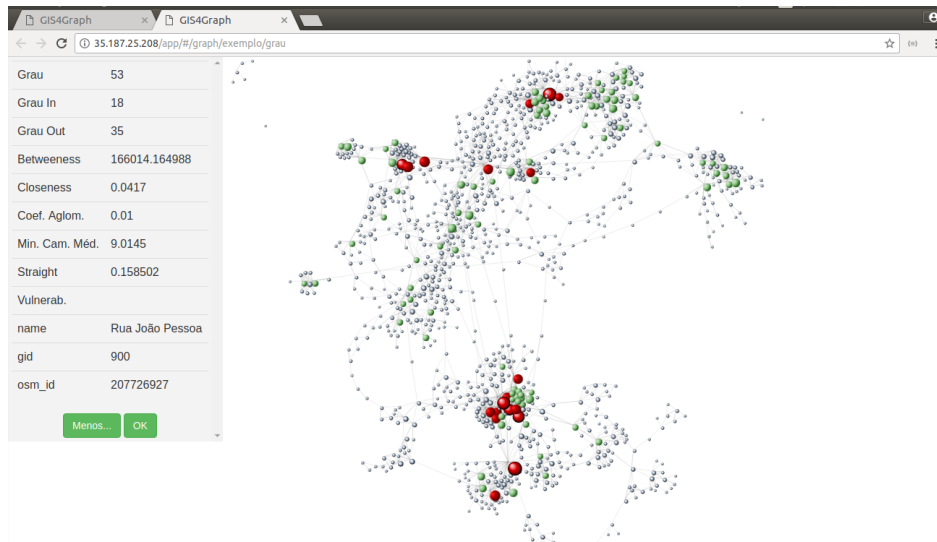 GIS4Graph × GIS4Graph ×
35.187.25.208/app/#/graph/exemplo/grau
Grau 53
Grau In 18
Grau Out 35
Betweeness 166014.164988
Closeness 0.0417
Coef. Aglom. 0.01
Min. Cam. Méd. 9.0145
Straight 0.158502
Vulnerab.
name Rua João Pessoa
gid 900
osm_id 207726927
Menos... OK